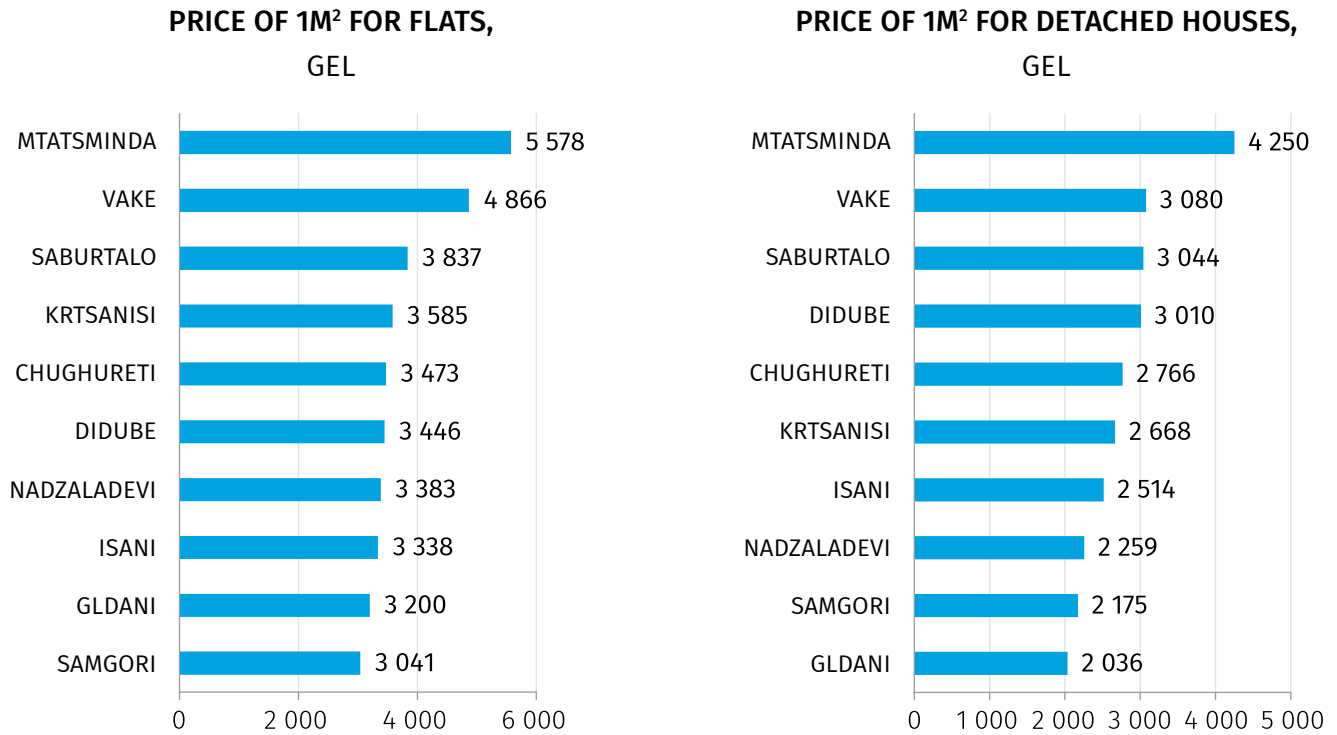 PRICE OF 1M² FOR FLATS,
GEL
MTATSMINDA 5 578
VAKE 4 866
SABURTALO 3 837
KRTSANISI 3 585
CHUGHURETI 3 473
DIDUBE 3 446
NADZALADEVI 3 383
ISANI 3 338
GLDANI 3 200
SAMGORI 3 041
0 2 000 4 000 6 000
PRICE OF 1M² FOR DETACHED HOUSES,
GEL
MTATSMINDA 4 250
VAKE 3 080
SABURTALO 3 044
DIDUBE 3 010
CHUGHURETI 2 766
KRTSANISI 2 668
ISANI 2 514
NADZALADEVI 2 259
SAMGORI 2 175
GLDANI 2 036
0 1 000 2 000 3 000 4 000 5 000